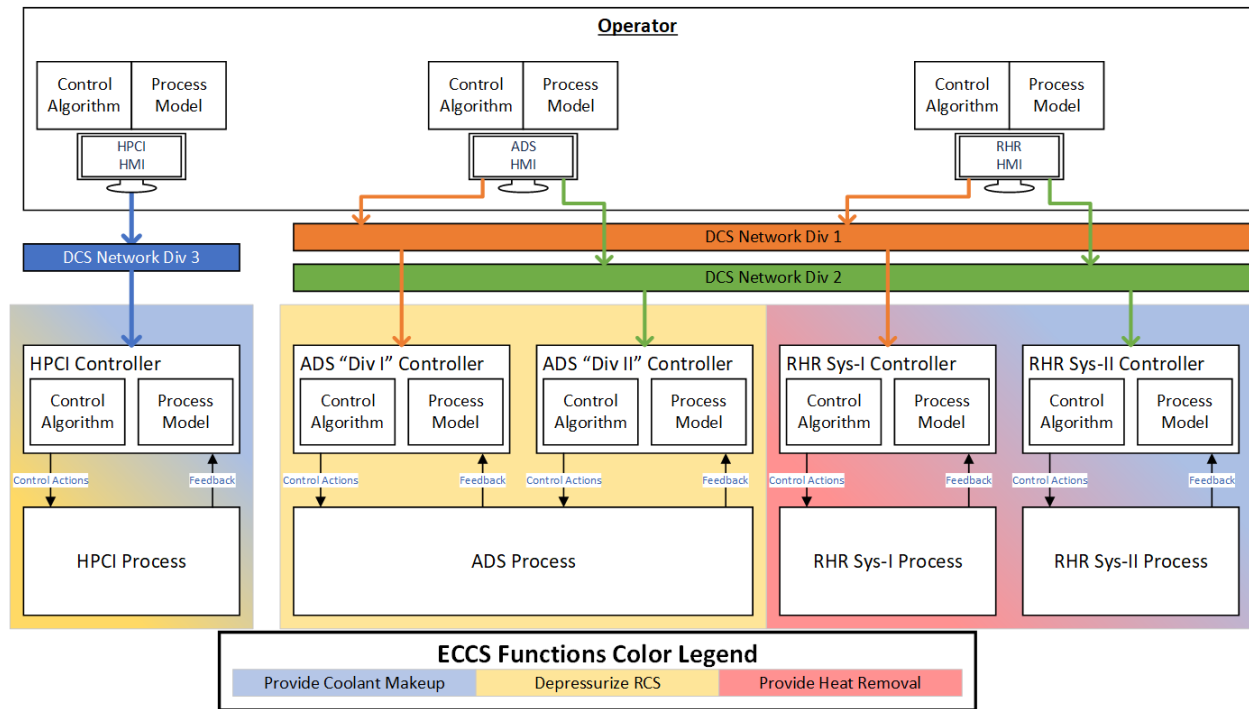 Operator
Control
Algorithm
Process
Model
Control
Algorithm
Process
Model
Control
Algorithm
Process
Model
HPCI
HMI
ADS
HMI
RHR
HMI
DCS Network Div 1
DCS Network Div 3
DCS Network Div 2
HPCI Controller
Control
Algorithm
Process
Model
ADS “Div I” Controller
Control
Algorithm
Process
Model
ADS “Div II” Controller
Control
Algorithm
Process
Model
RHR Sys-I Controller
Control
Algorithm
Process
Model
RHR Sys-II Controller
Control
Algorithm
Process
Model
Control Actions
Feedback
Control Actions
Feedback
Control Actions
Feedback
Control Actions
Feedback
Control Actions
Feedback
HPCI Process
ADS Process
RHR Sys-I Process
RHR Sys-II Process
ECCS Functions Color Legend
Provide Coolant Makeup
Depressurize RCS
Provide Heat Removal